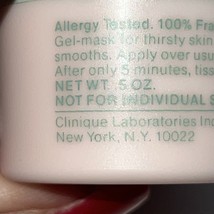 Allergy Tested. 100% Fra
Gel-mask for thirsty skin
smooths. Apply over usu
After only 5 minutes, tiss
NET WT. .5 OZ.
NOT FOR INDIVIDUAL S
Clinique Laboratories Inc
New York, N.Y. 10022